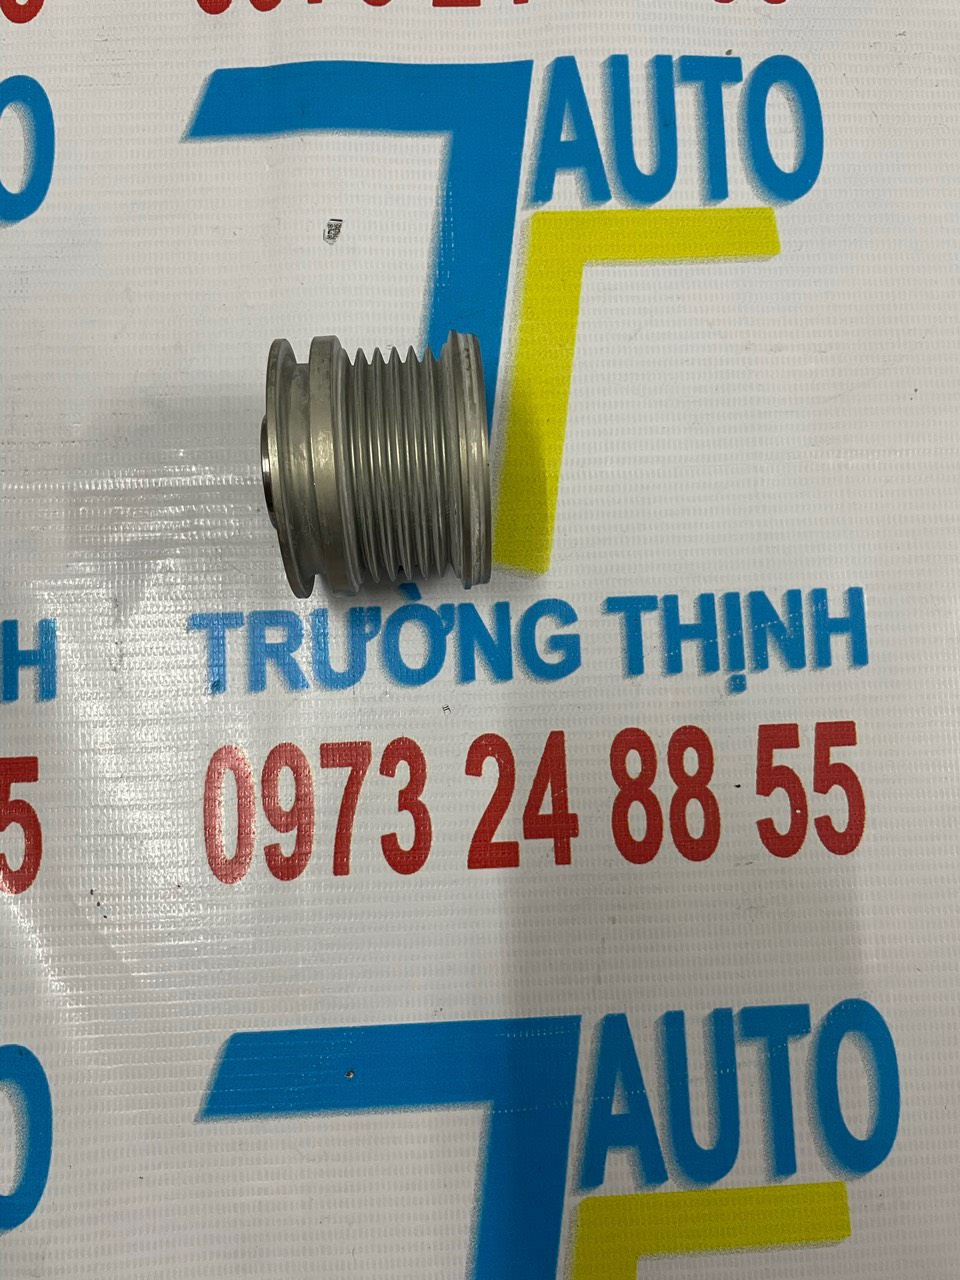 AUTO
TRƯỜNG THỊNH
0973 24 88 55
AUTO